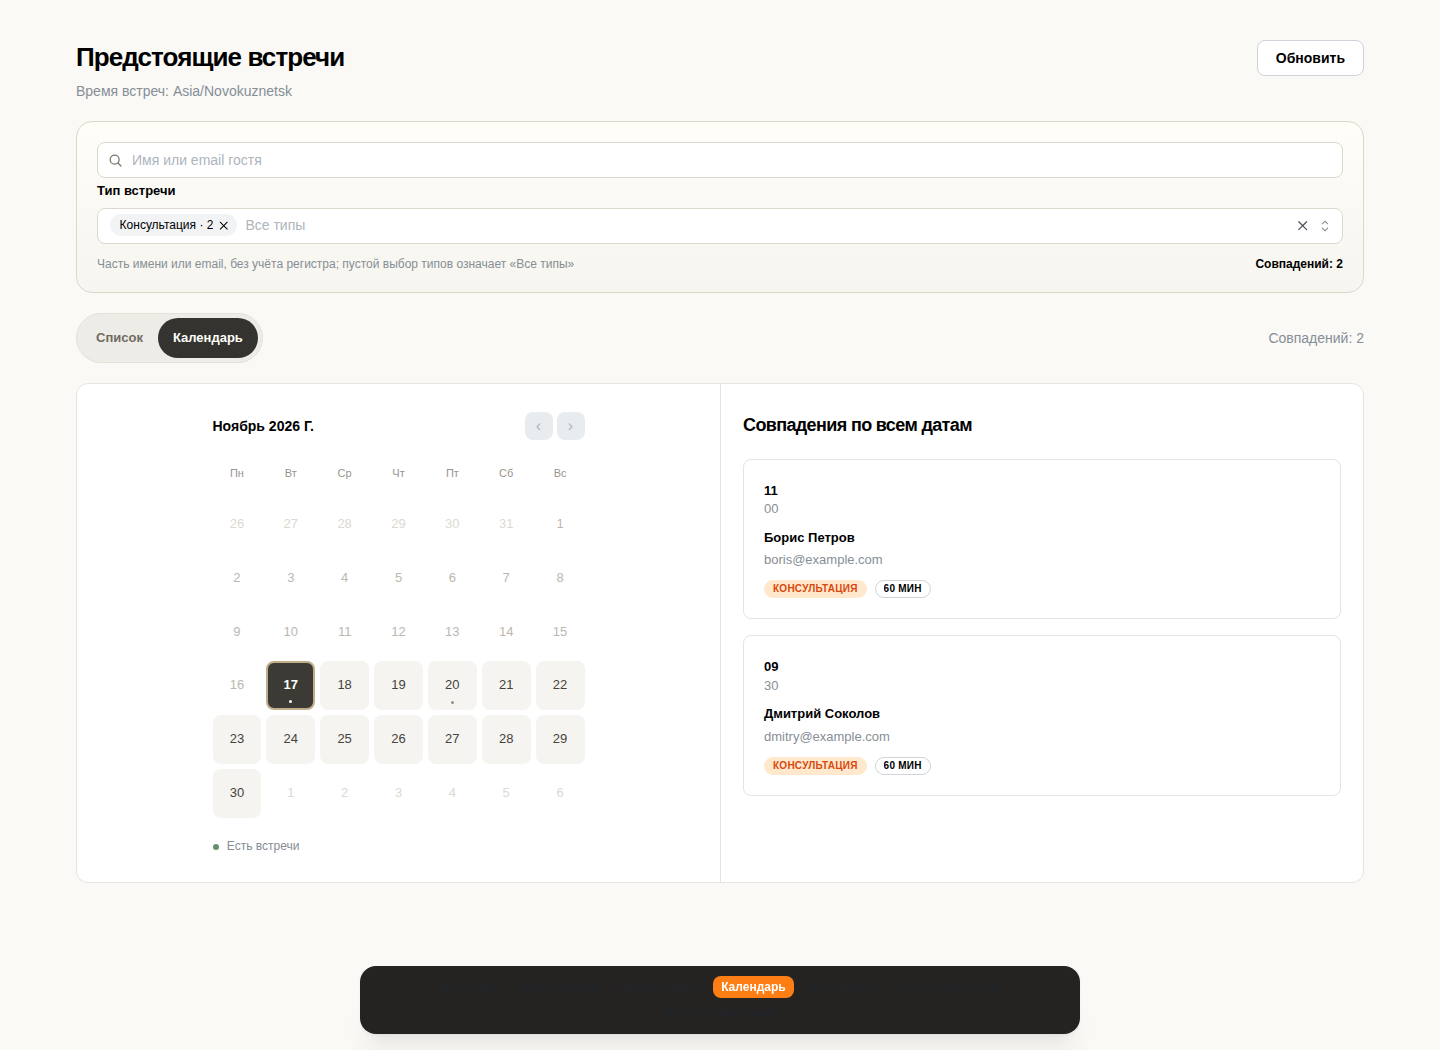 Предстоящие встречи
Обновить
Время встреч: Asia/Novokuznetsk
Имя или email гостя
Тип встречи
Консультация · 2
Все типы
Часть имени или email, без учёта регистра; пустой выбор типов означает «Все типы»
Совпадений: 2
Список
Календарь
Совпадений: 2
Ноябрь 2026 Г.
Пн Вт Ср Чт Пт Сб Вс
26 27 28 29 30 31 1
2 3 4 5 6 7 8
9 10 11 12 13 14 15
16 17 18 19 20 21 22
23 24 25 26 27 28 29
30 1 2 3 4 5 6
Есть встречи
Совпадения по всем датам
11
00
Борис Петров
boris@example.com
КОНСУЛЬТАЦИЯ 60 МИН
09
30
Дмитрий Соколов
dmitry@example.com
КОНСУЛЬТАЦИЯ 60 МИН
Календарь